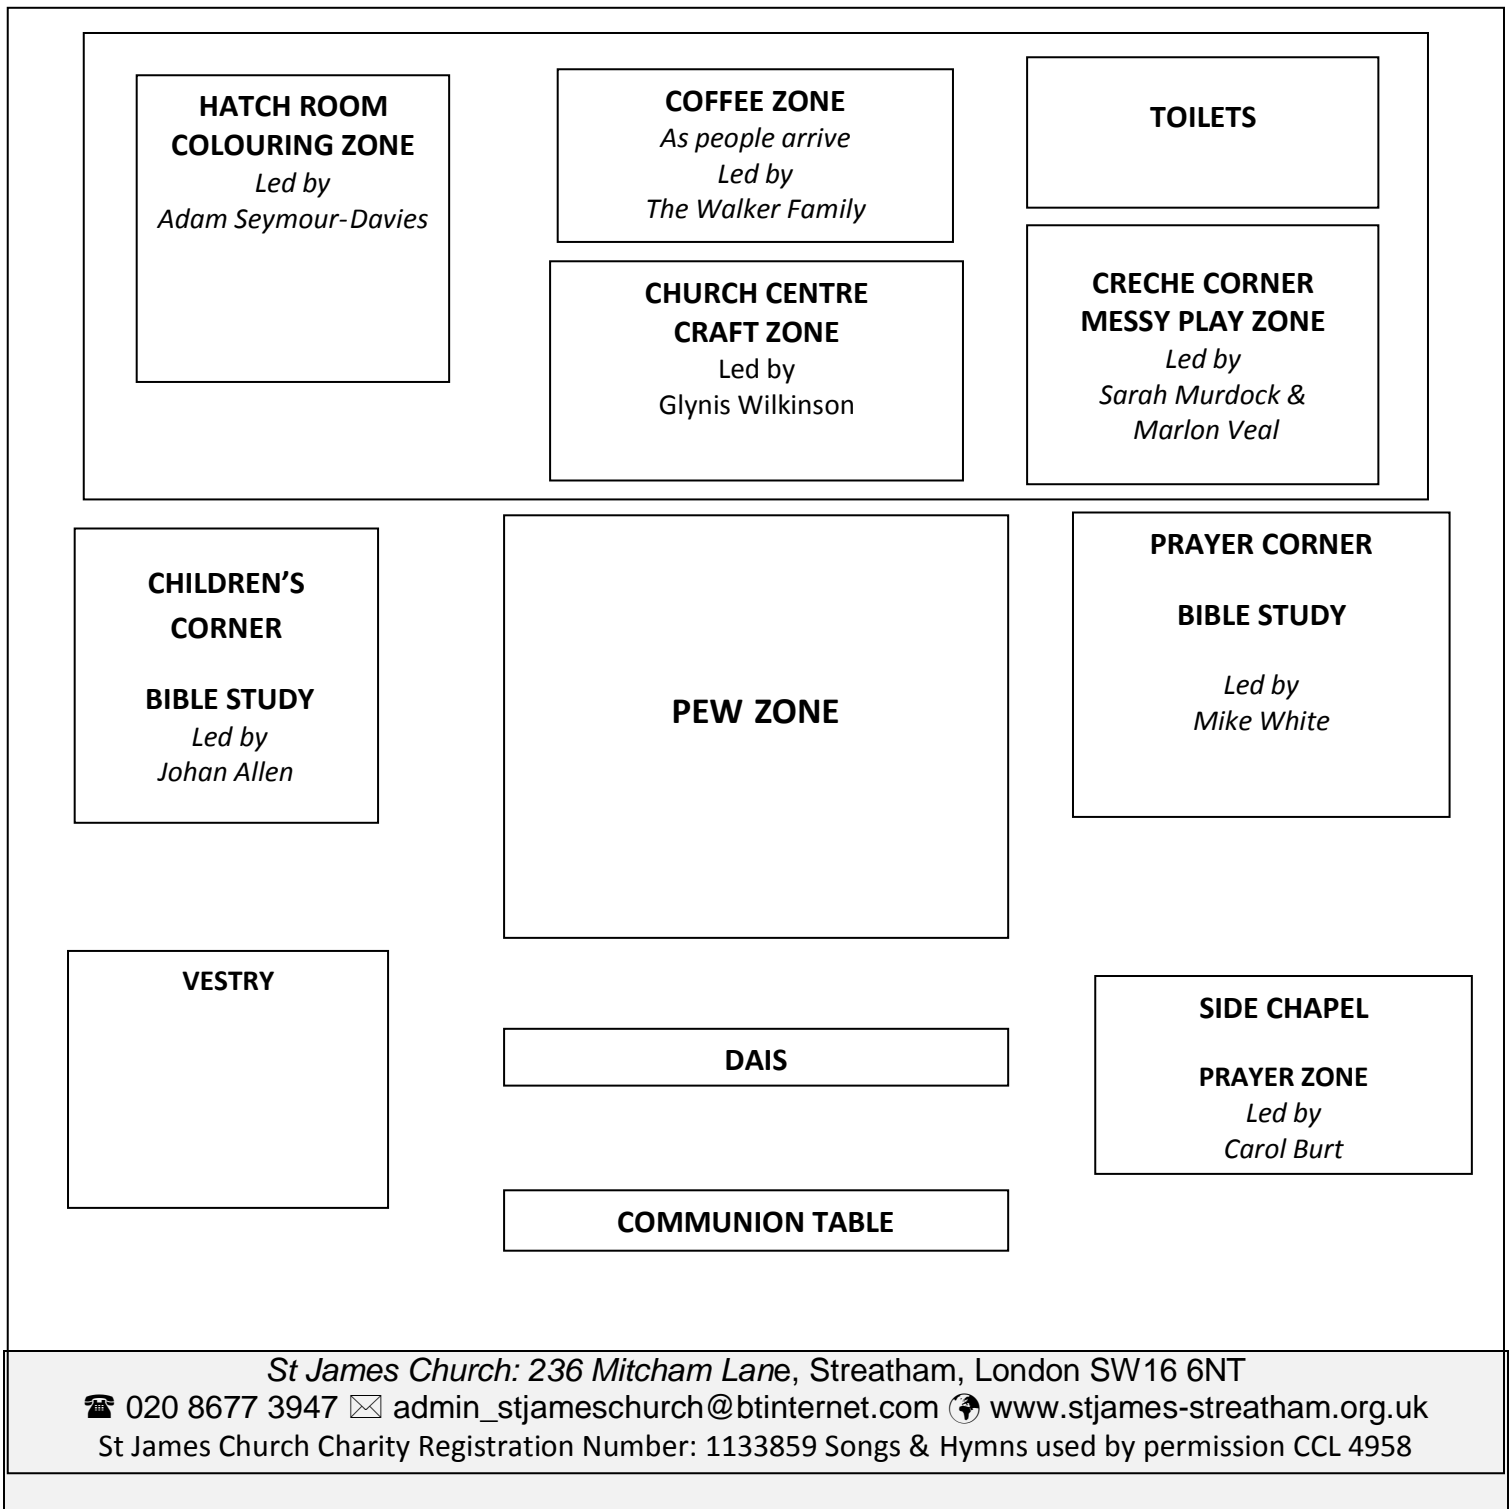 HATCH ROOM
COLOURING ZONE
Led by
Adam Seymour-Davies
COFFEE ZONE
As people arrive
Led by
The Walker Family
TOILETS
CHURCH CENTRE
CRAFT ZONE
Led by
Glynis Wilkinson
CRECHE CORNER
MESSY PLAY ZONE
Led by
Sarah Murdock &
Marlon Veal
CHILDREN'S
CORNER
BIBLE STUDY
Led by
Johan Allen
PEW ZONE
PRAYER CORNER
BIBLE STUDY
Led by
Mike White
VESTRY
DAIS
SIDE CHAPEL
PRAYER ZONE
Led by
Carol Burt
COMMUNION TABLE
St James Church: 236 Mitcham Lane, Streatham, London SW16 6NT
☎ 020 8677 3947 ✉ admin_stjameschurch@btinternet.com 🌍 www.stjames-streatham.org.uk
St James Church Charity Registration Number: 1133859 Songs & Hymns used by permission CCL 4958